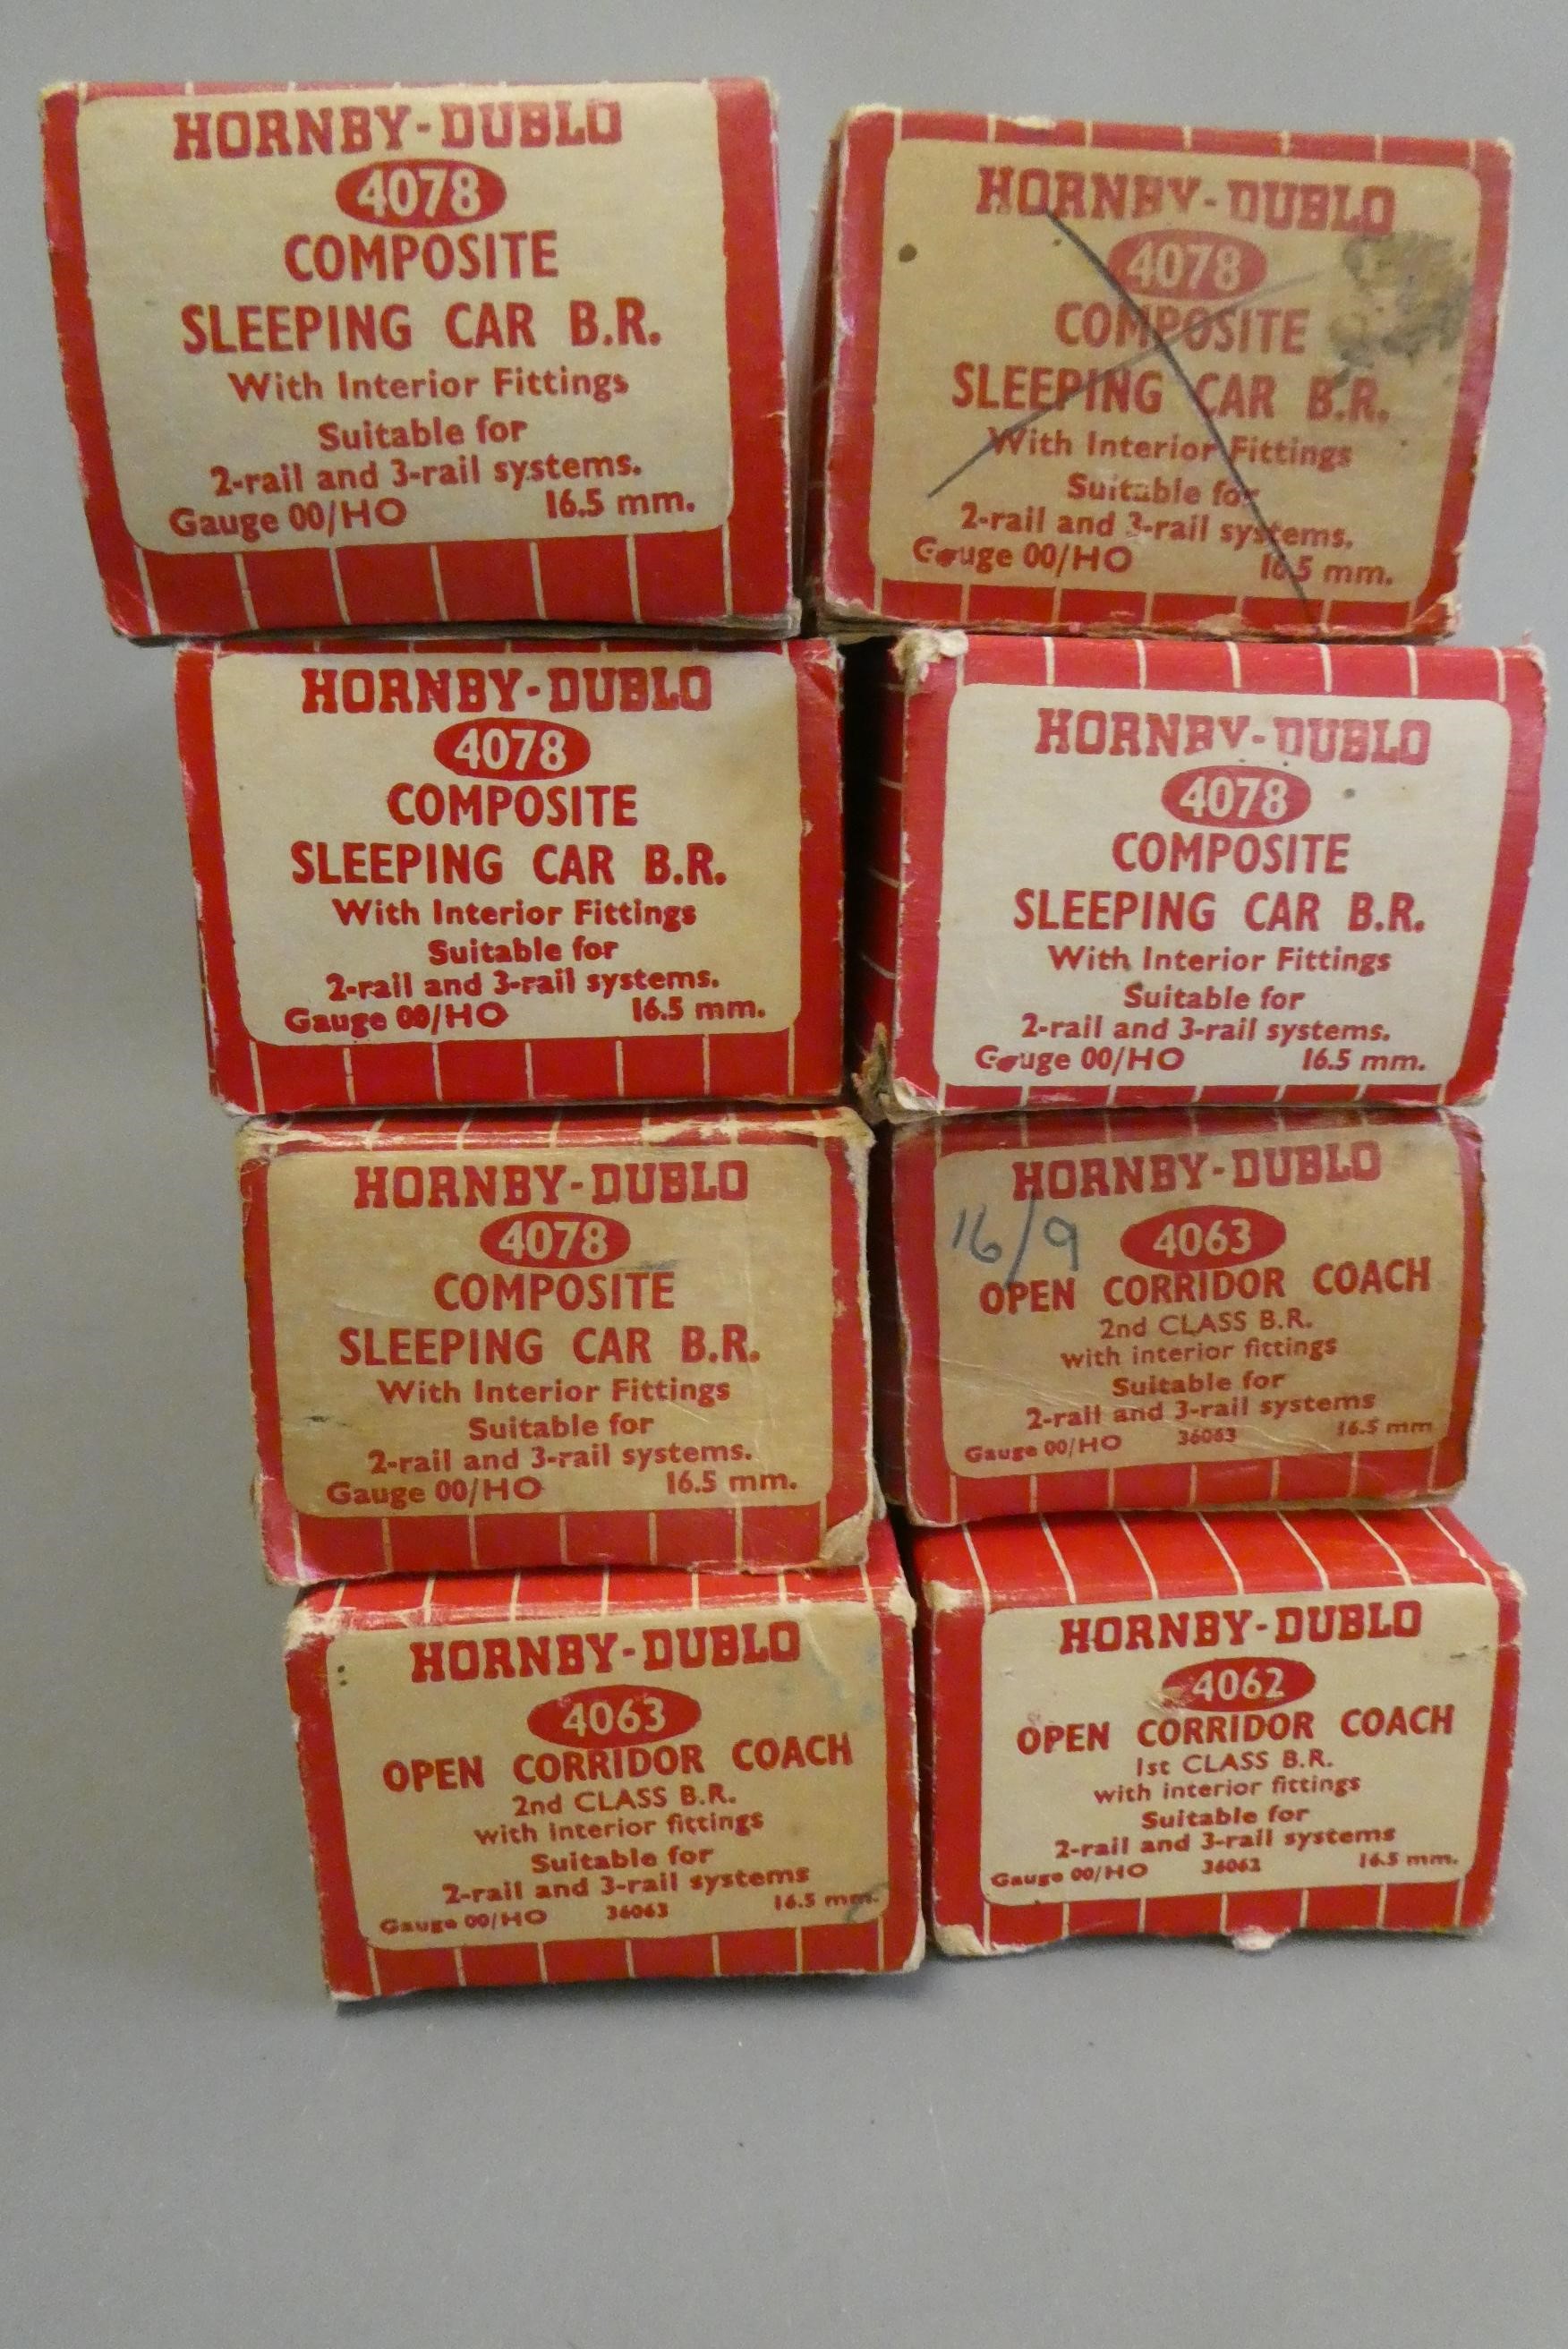 HORNBY-DUBLO
4078
COMPOSITE
SLEEPING CAR B.R.
With Interior Fittings
Suitable for
2-rail and 3-rail systems.
Gauge 00/HO 16.5 mm.
HORNBY-DUBLO
4078
COMPOSITE
SLEEPING CAR B.R.
With Interior Fittings
Suitable for
2-rail and 3-rail systems.
Gauge 00/HO 16.5 mm.
HORNBY-DUBLO
4078
COMPOSITE
SLEEPING CAR B.R.
With Interior Fittings
Suitable for
2-rail and 3-rail systems.
Gauge 00/HO 16.5 mm.
HORNBY-DUBLO
4078
COMPOSITE
SLEEPING CAR B.R.
With Interior Fittings
Suitable for
2-rail and 3-rail systems.
Gauge 00/HO 16.5 mm.
HORNBY-DUBLO
4078
COMPOSITE
SLEEPING CAR B.R.
With Interior Fittings
Suitable for
2-rail and 3-rail systems.
Gauge 00/HO 16.5 mm.
HORNBY-DUBLO
16/9 4063
OPEN CORRIDOR COACH
2nd CLASS B.R.
with interior fittings
Suitable for
2-rail and 3-rail systems
Gauge 00/HO 36063 16.5 mm
HORNBY-DUBLO
4063
OPEN CORRIDOR COACH
2nd CLASS B.R.
with interior fittings
Suitable for
2-rail and 3-rail systems
Gauge 00/HO 36063 16.5 mm.
HORNBY-DUBLO
4062
OPEN CORRIDOR COACH
1st CLASS B.R.
with interior fittings
Suitable for
2-rail and 3-rail systems
Gauge 00/HO 36062 16.5 mm.